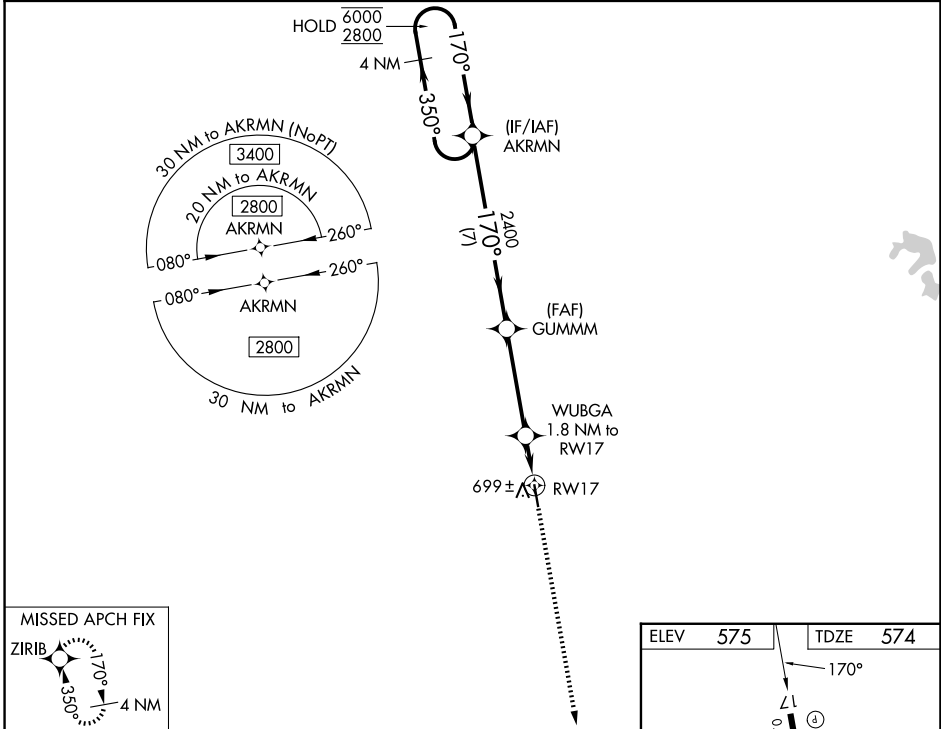 HOLD 6000
2800
4 NM
170°
350°
(IF/IAF)
AKRMN
30 NM to AKRMN (NoPT)
3400
20 NM to AKRMN
2800
AKRMN
080°
260°
080°
260°
AKRMN
2800
30 NM to AKRMN
2400
170°
(7)
(FAF)
GUMMM
WUBGA
1.8 NM to
RW17
699±
RW17
MISSED APCH FIX
ZIRIB
170°
350°
4 NM
ELEV 575
TDZE 574
170°
17
P